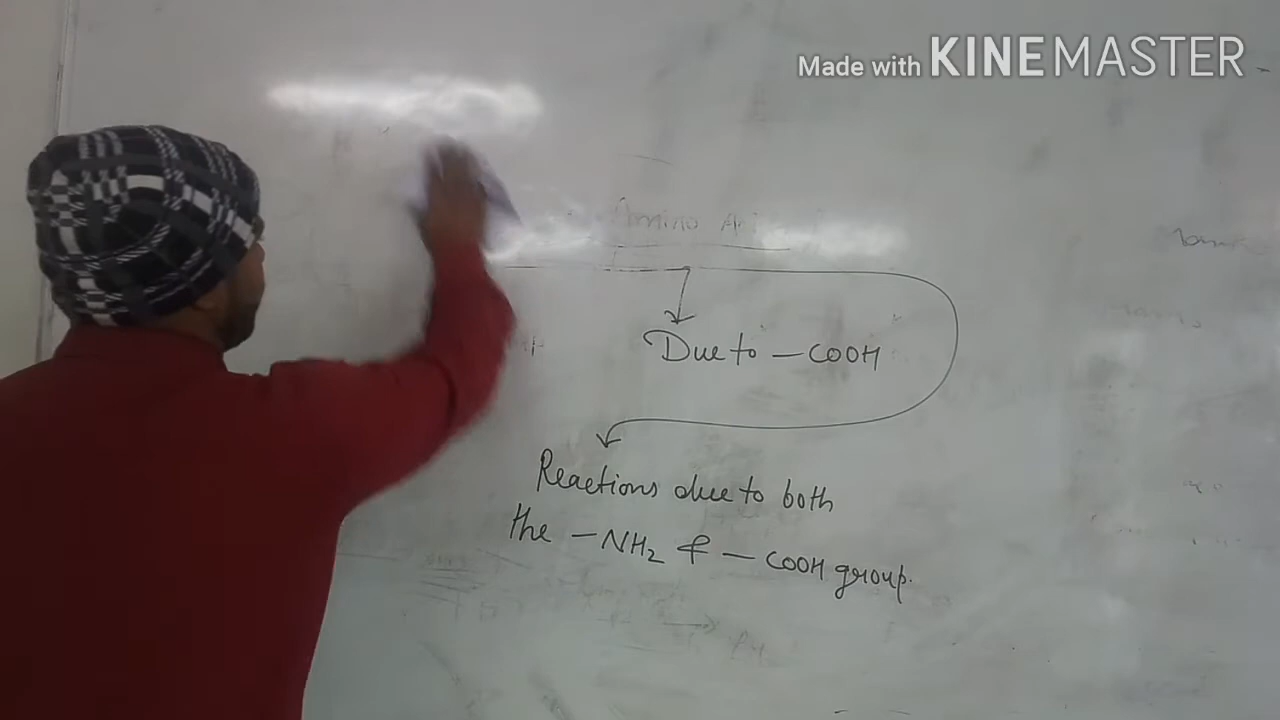 Made with KINEMASTER
Amino
Due to - COOH
Reactions due to both
the - NH2 & - COOH group.